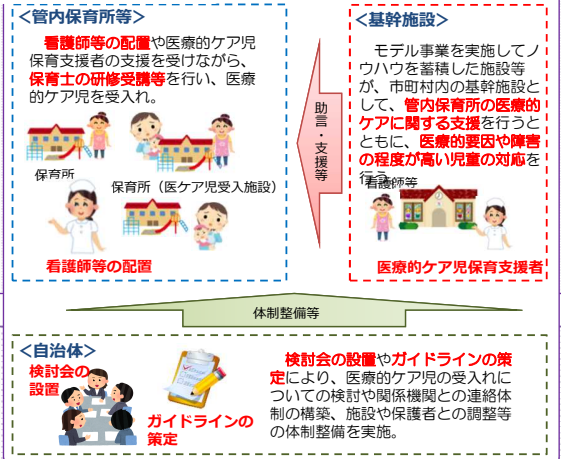 ＜管内保育所等＞
看護師等の配置や医療的ケア児
保育支援者の支援を受けながら、
保育士の研修受講等を行い、医療
的ケア児を受入れ。
保育所
保育所（医ケア児受入施設）
看護師等の配置
助言・支援等
＜基幹施設＞
モデル事業を実施してノ
ウハウを蓄積した施設等
が、市町村内の基幹施設と
して、管内保育所の医療的
ケアに関する支援を行うと
ともに、医療的要因や障害
の程度が高い児童の対応を
行う。
看護師等
医療的ケア児保育支援者
体制整備等
＜自治体＞
検討会の
設置
ガイドラインの
策定
検討会の設置やガイドラインの策
定により、医療的ケア児の受入れに
ついての検討や関係機関との連絡体
制の構築、施設や保護者との調整等
の体制整備を実施。